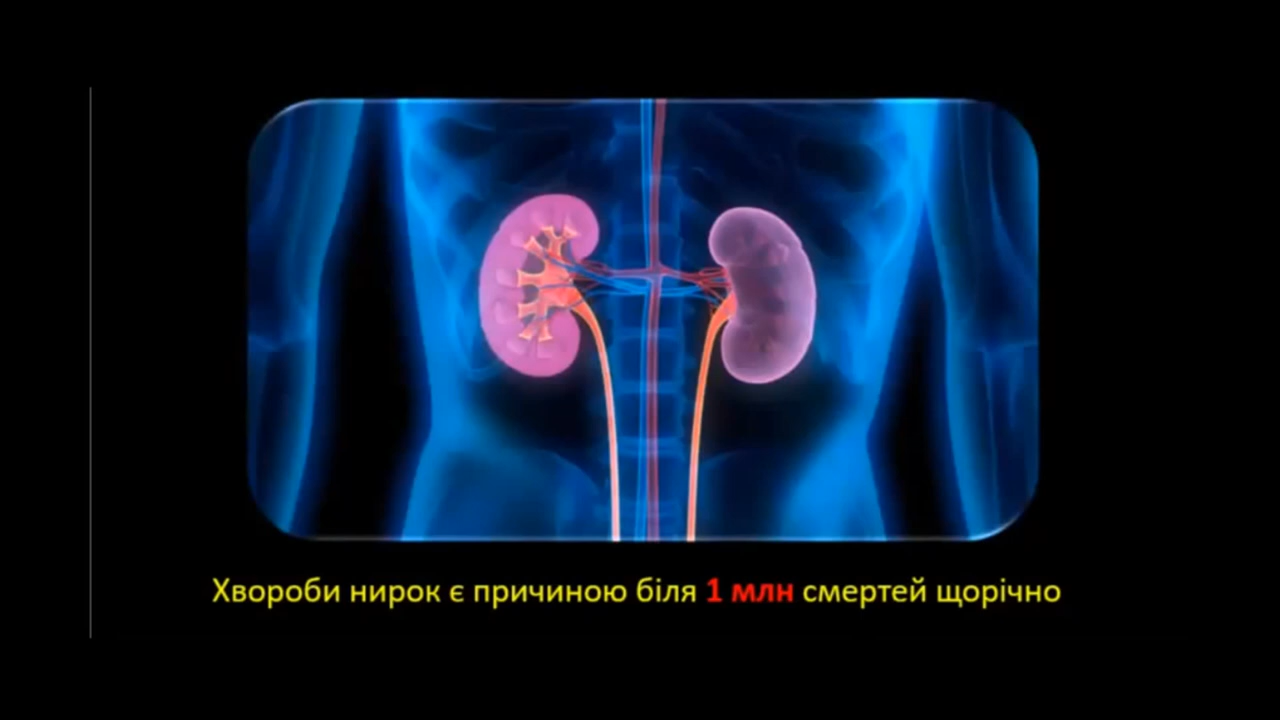 Хвороби нирок є причиною біля 1 млн смертей щорічно